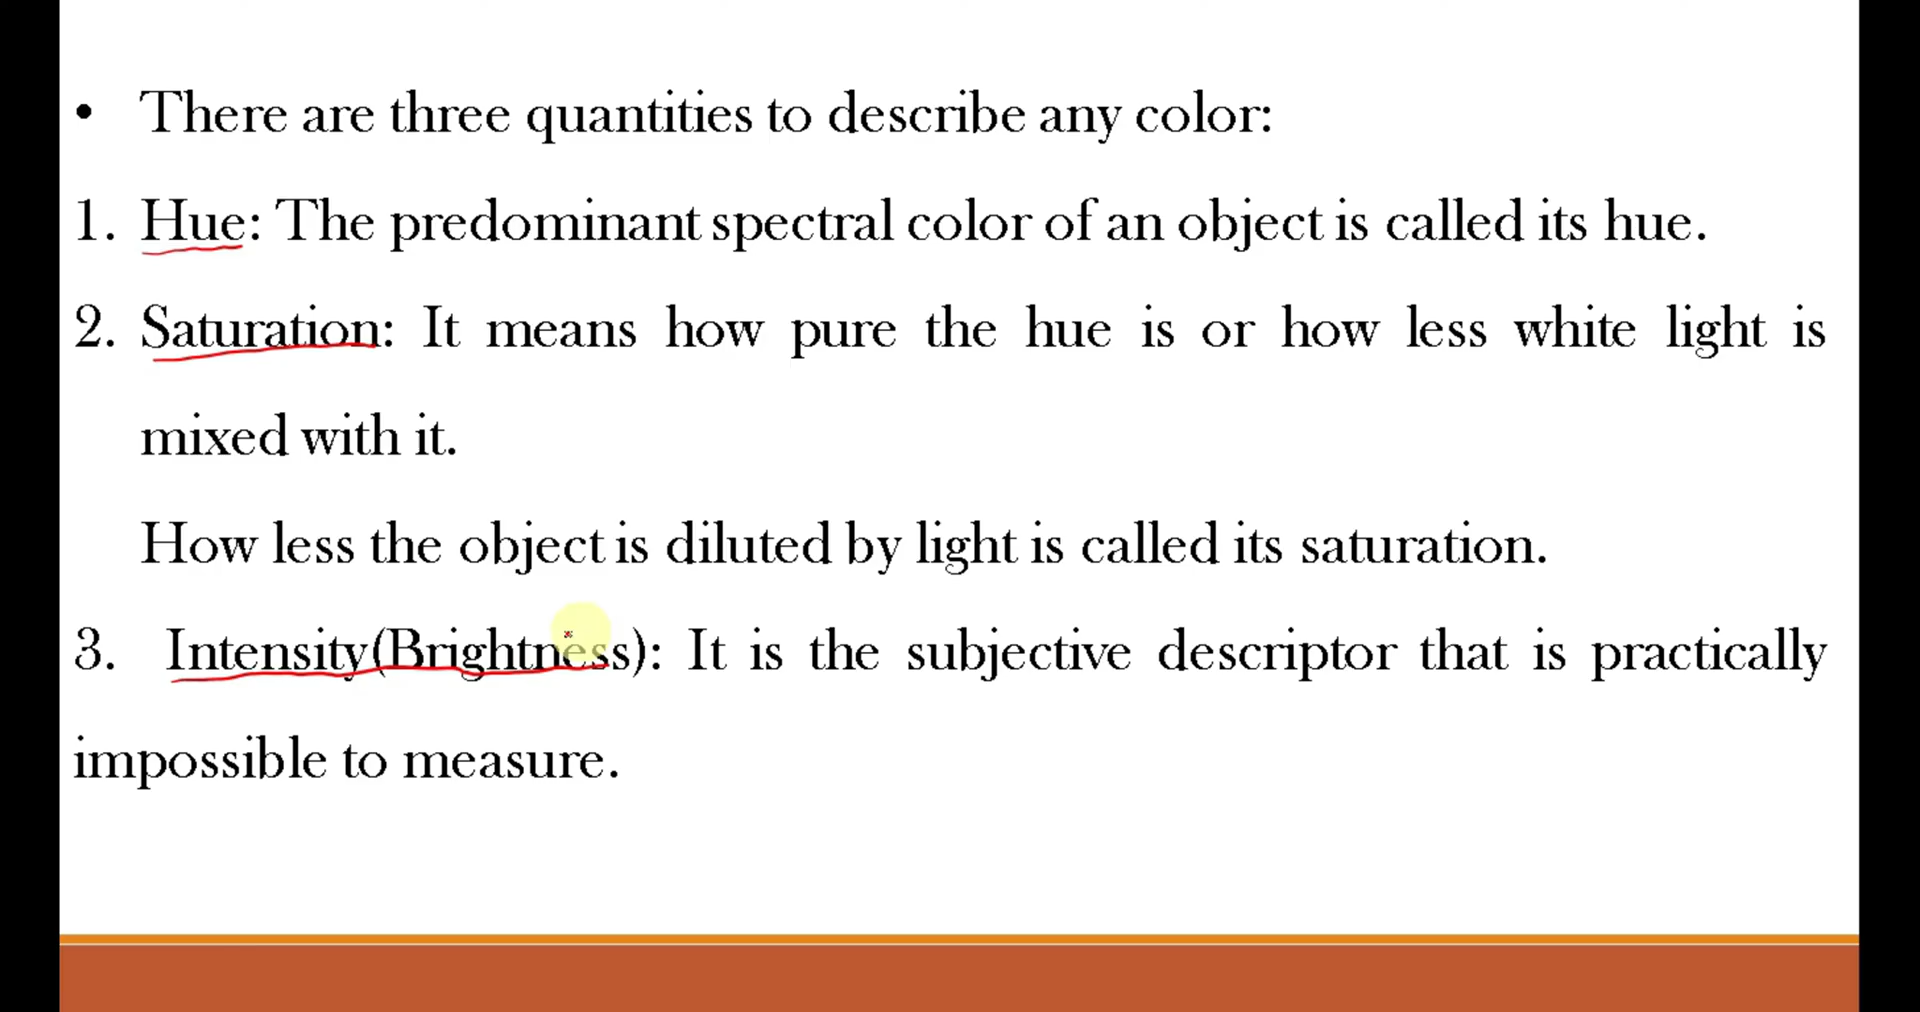 • There are three quantities to describe any color:
1. Hue: The predominant spectral color of an object is called its hue.
2. Saturation: It means how pure the hue is or how less white light is
mixed with it.
How less the object is diluted by light is called its saturation.
3. Intensity(Brightness): It is the subjective descriptor that is practically
impossible to measure.